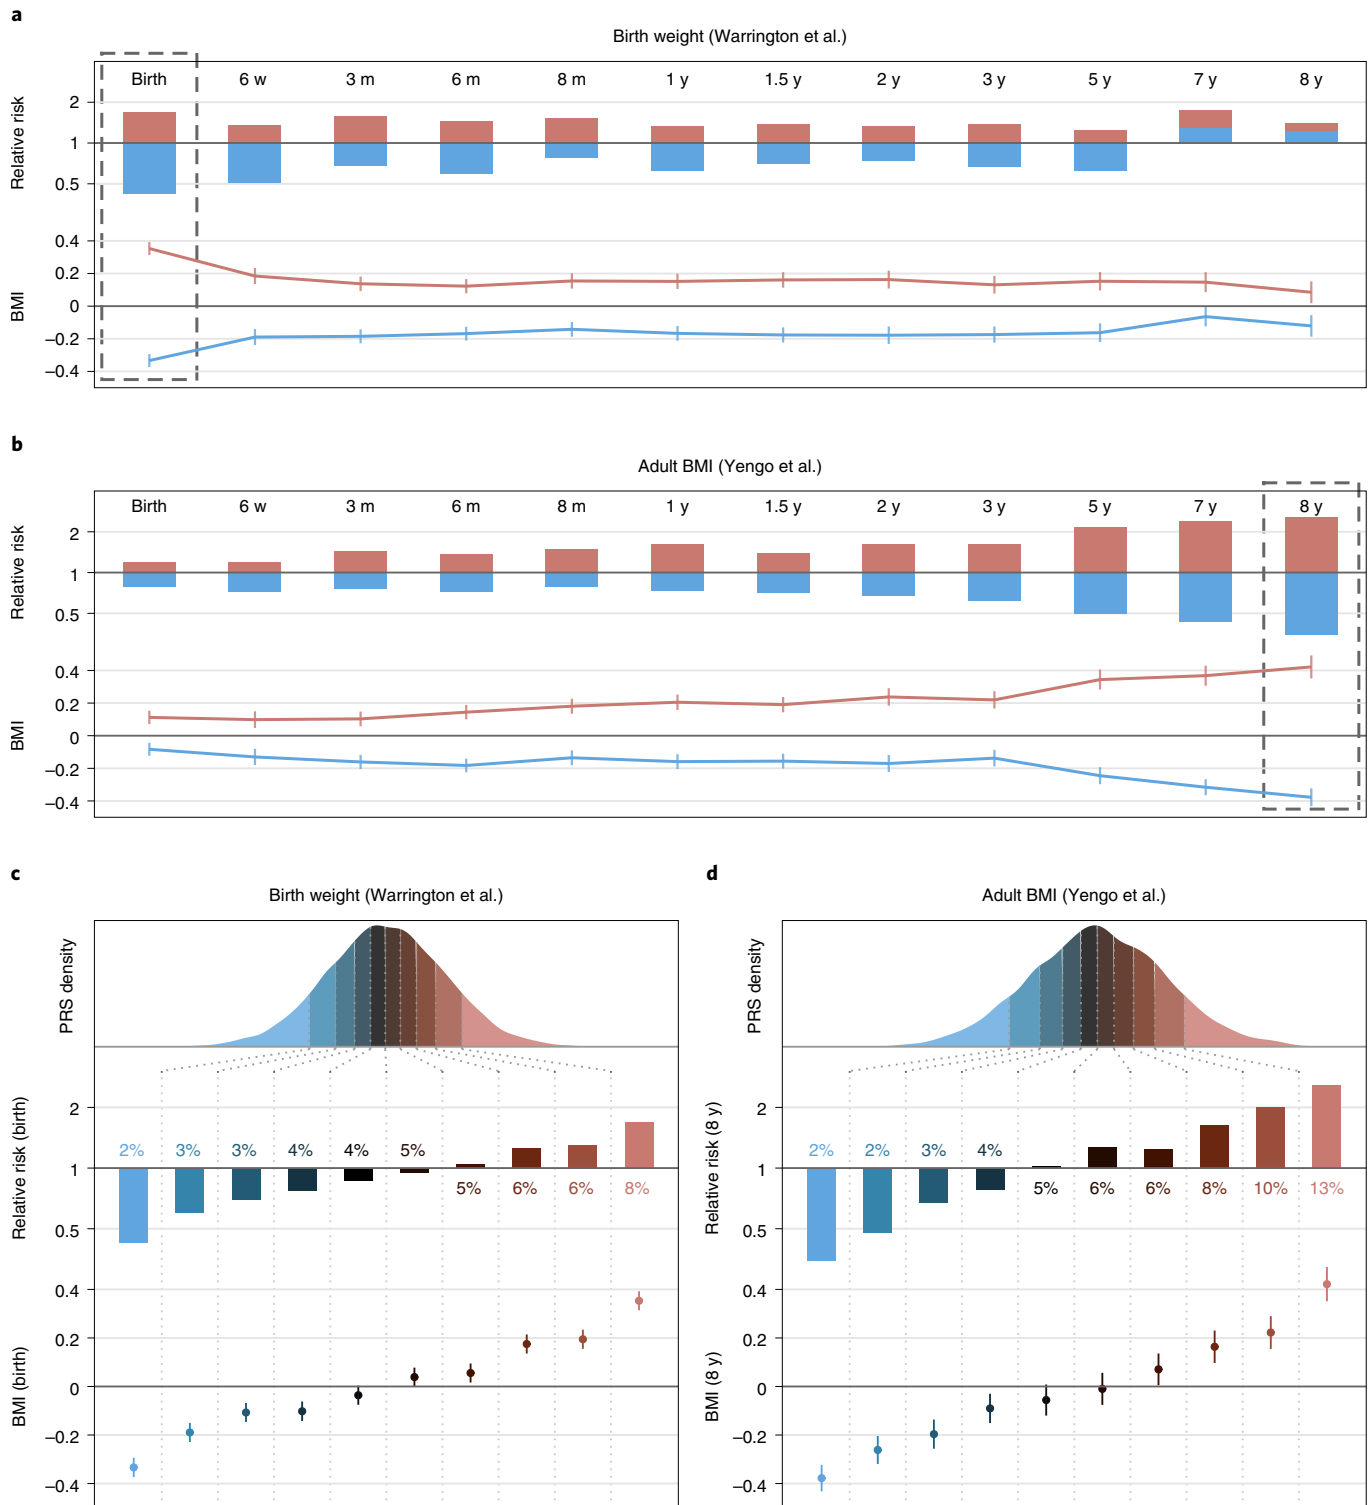 a
Birth weight (Warrington et al.)
Birth 6 w 3 m 6 m 8 m 1 y 1.5 y 2 y 3 y 5 y 7 y 8 y
Relative risk
2
1
0.5
BMI
0.4
0.2
0
−0.2
−0.4
b
Adult BMI (Yengo et al.)
Birth 6 w 3 m 6 m 8 m 1 y 1.5 y 2 y 3 y 5 y 7 y 8 y
Relative risk
2
1
0.5
BMI
0.4
0.2
0
−0.2
−0.4
c
Birth weight (Warrington et al.)
PRS density
Relative risk (birth)
2
1
0.5
2% 3% 3% 4% 4% 5%
5% 6% 6% 8%
BMI (birth)
0.4
0.2
0
−0.2
−0.4
d
Adult BMI (Yengo et al.)
PRS density
Relative risk (8 y)
2
1
0.5
2% 2% 3% 4%
5% 6% 6% 8% 10% 13%
BMI (8 y)
0.4
0.2
0
−0.2
−0.4